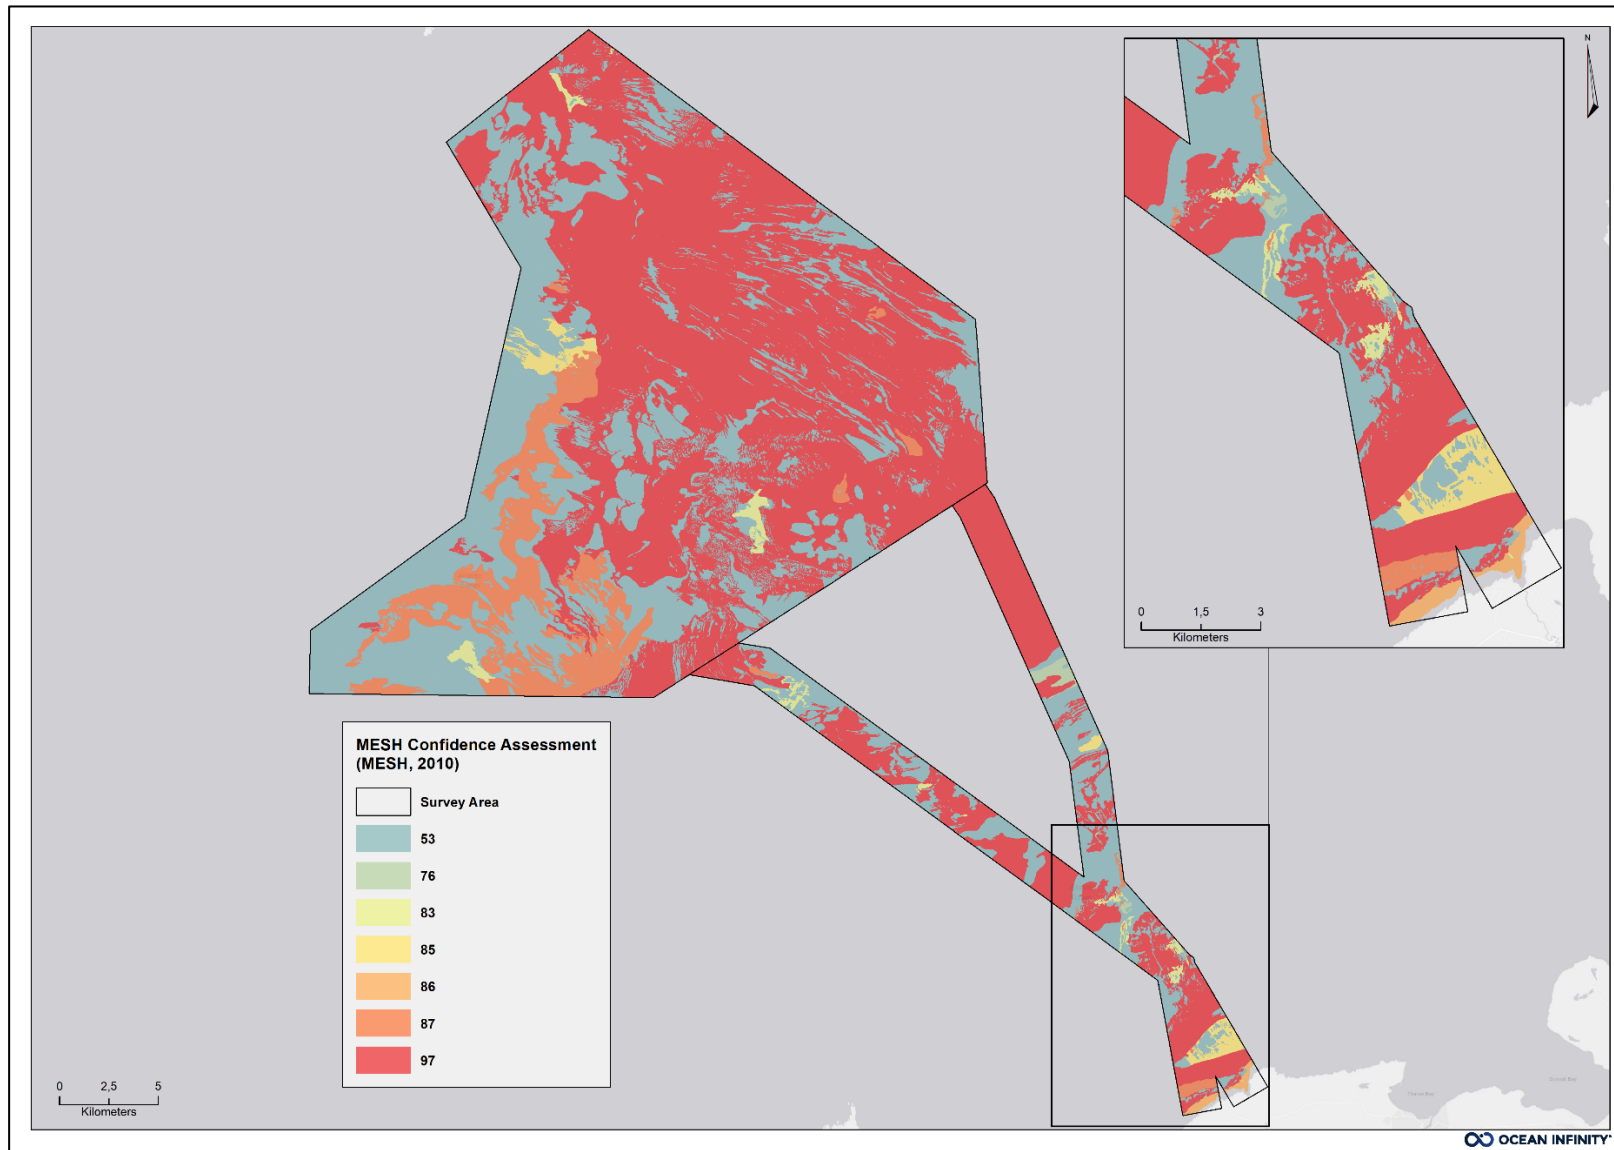 N
0 1,5 3
Kilometers
MESH Confidence Assessment
(MESH, 2010)
Survey Area
53
76
83
85
86
87
97
0 2,5 5
Kilometers
OCEAN INFINITY